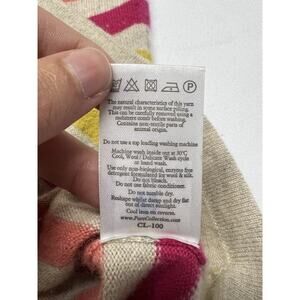 The natural characteristics of this yarn
may result in some surface pilling.
This can be carefully removed using a
cashmere comb before washing.
Contains non-textile parts of
animal origin.
Do not use a top loading washing machine
Machine wash inside out at 30°C
Cool, Wool / Delicate Wash cycle
or hand wash.
Use only non-biological, enzyme free
detergent formulated for wool & silk.
Do not bleach.
Do not use fabric conditioner.
Do not tumble dry.
Reshape whilst damp and dry flat
out of direct sunlight.
Cool iron on reverse.
www.PureCollection.com
CL-100